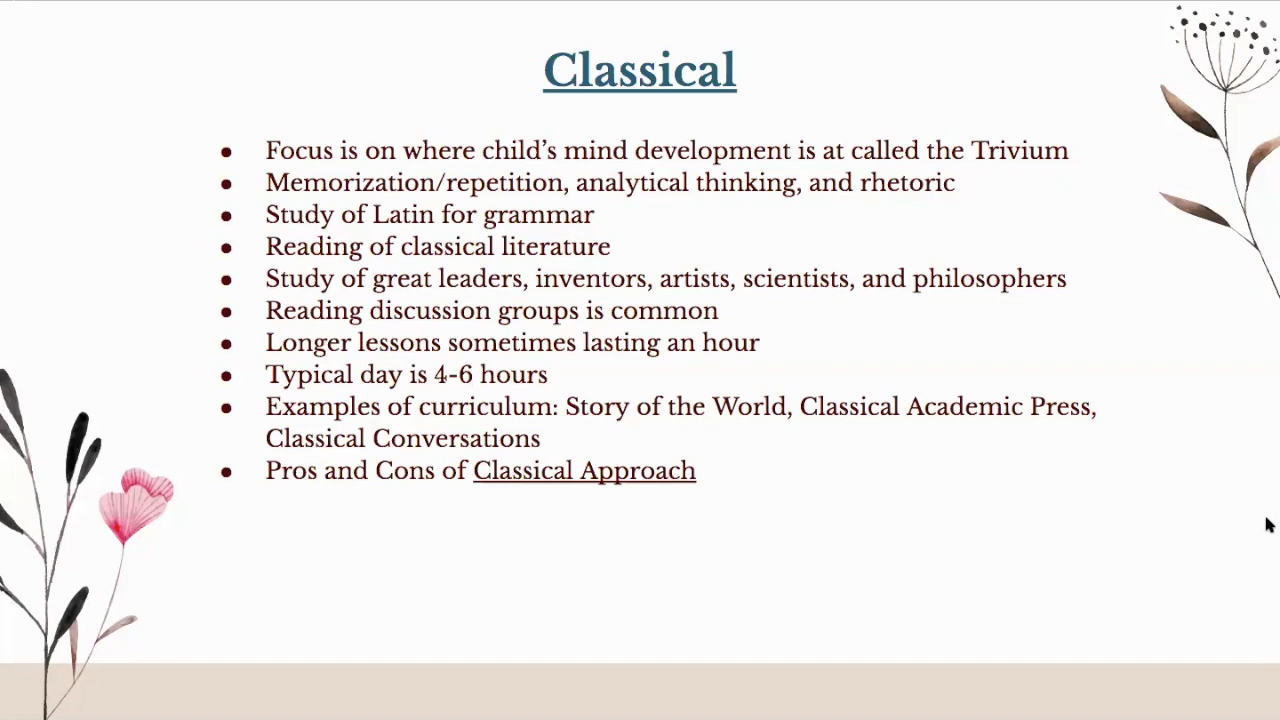 Classical
● Focus is on where child’s mind development is at called the Trivium
● Memorization/repetition, analytical thinking, and rhetoric
● Study of Latin for grammar
● Reading of classical literature
● Study of great leaders, inventors, artists, scientists, and philosophers
● Reading discussion groups is common
● Longer lessons sometimes lasting an hour
● Typical day is 4-6 hours
● Examples of curriculum: Story of the World, Classical Academic Press,
Classical Conversations
● Pros and Cons of Classical Approach